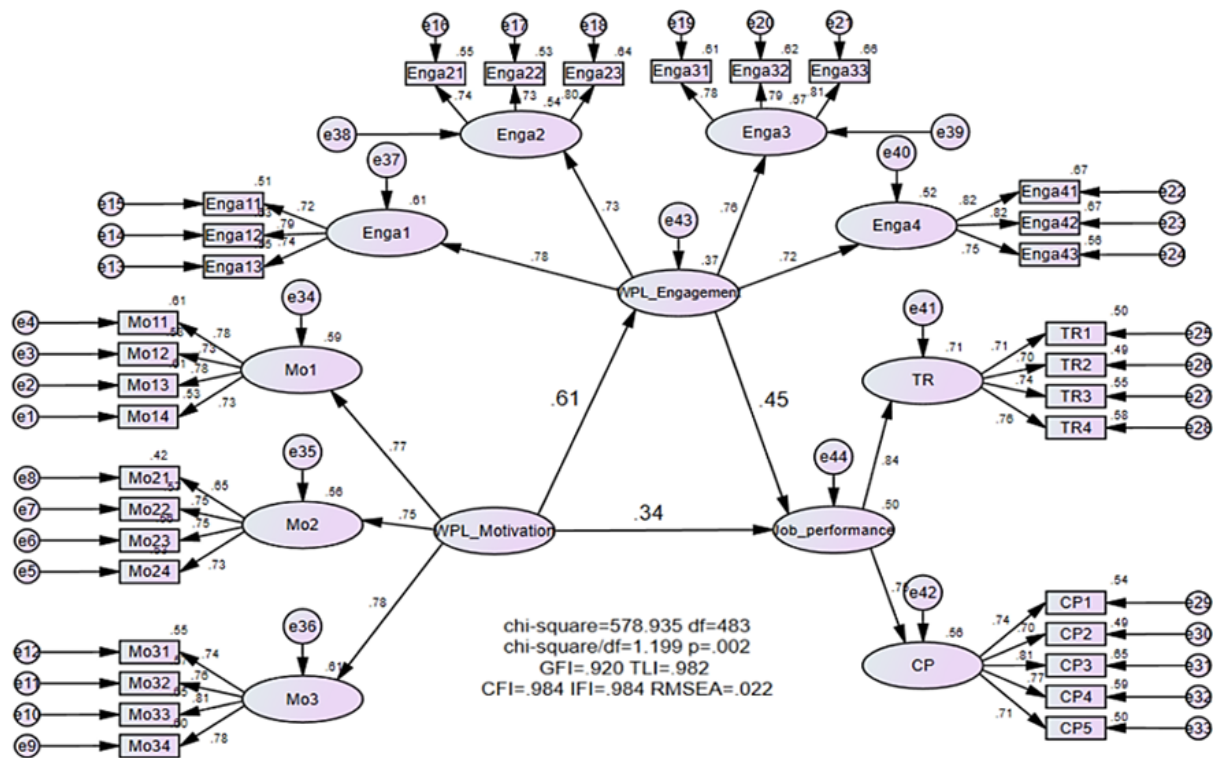 e16 e17 e18 e19 e20 e21
.55 .53 .64 .61 .62 .66
Enga21 Enga22 Enga23 Enga31 Enga32 Enga33
.74 .73 .80 .78 .79 .81
.54 .57
e38 Enga2 Enga3 e39
e37 e40
.51 .61 .52 .67
e15 Enga11 .72 .82 Enga41 e22
.67
e14 Enga12 .79 Enga1 Enga4 .82 Enga42 e23
.56
e13 Enga13 .74 .75 Enga43 e24
.73 .76
e43
.78 .72
.37
WPL_Engagement
e34 e41
.61 .59 .71 .50
e4 Mo11 .78 .71 TR1 e25
e3 Mo12 .73 Mo1 TR .70 TR2 .49 e26
e2 Mo13 .78 .74 TR3 .55 e27
e1 Mo14 .53 .73 .76 TR4 .58 e28
.61 .45
.77 .84
e35 e44
.42 .56 .50
e8 Mo21 .65
e7 Mo22 .75
e6 Mo23 .75 Mo2 .75 WPL_Motivation .34 Job_performance
e5 Mo24 .73
.78
e36 e42
.55 .61 .56 .54
e12 Mo31 .74 .74 CP1 e29
e11 Mo32 .76 .70 CP2 .49 e30
e10 Mo33 .81 Mo3 CP .81 CP3 .65 e31
e9 Mo34 .78 .77 CP4 .59 e32
.71 CP5 .50 e33
chi-square=578.935 df=483
chi-square/df=1.199 p=.002
GFI=.920 TLI=.982
CFI=.984 IFI=.984 RMSEA=.022